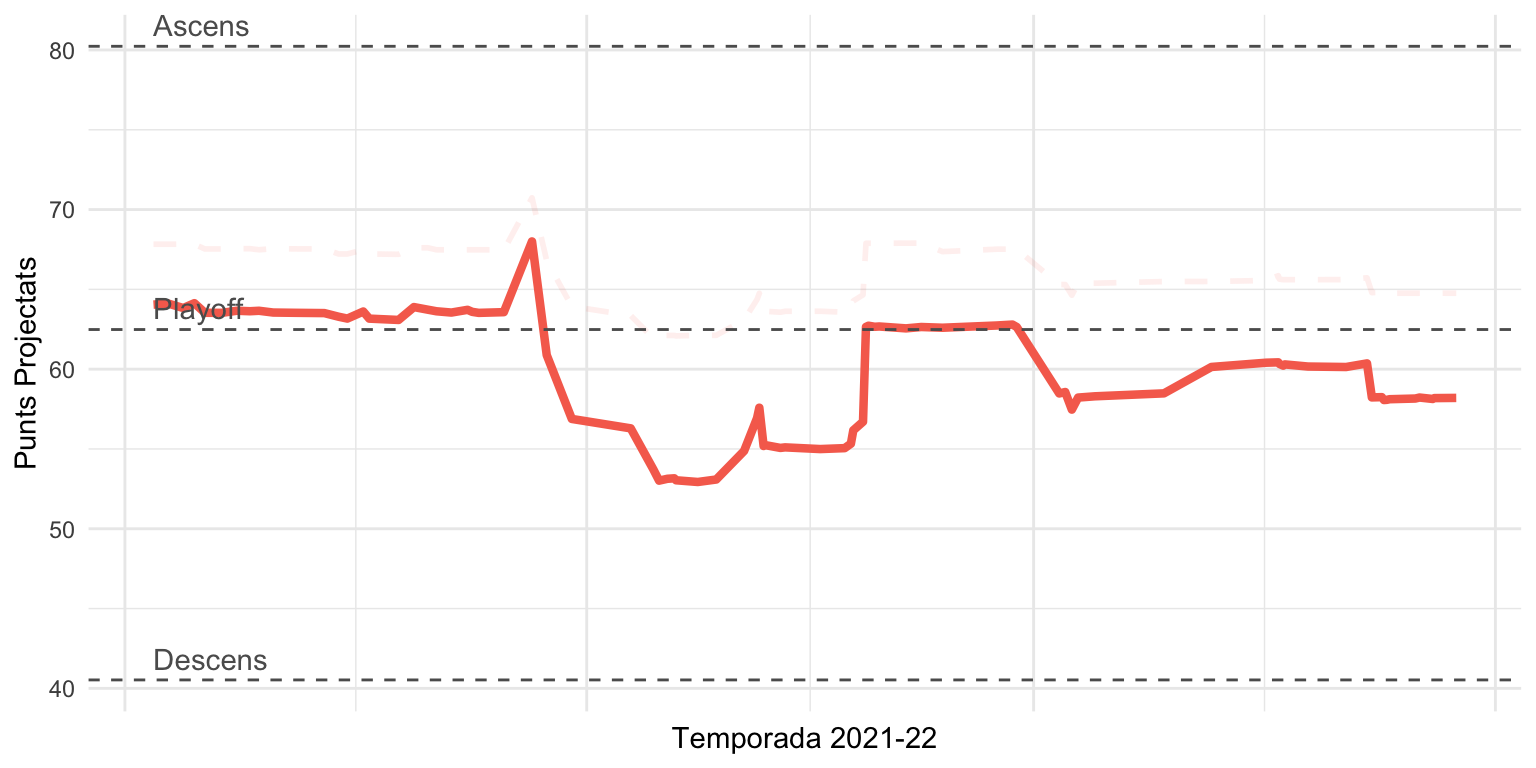 Ascens
80
70
Playoff
60
50
Descens
40
Punts Projectats
Temporada 2021-22